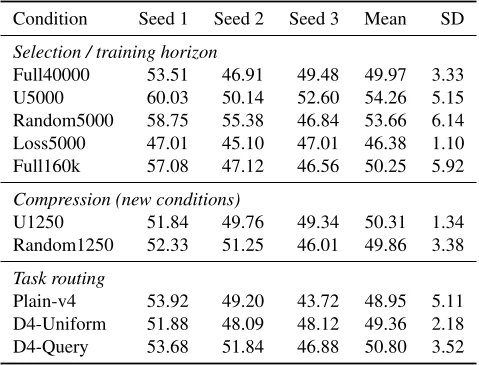 Condition Seed 1 Seed 2 Seed 3 Mean SD
Selection / training horizon
Full40000 53.51 46.91 49.48 49.97 3.33
U5000 60.03 50.14 52.60 54.26 5.15
Random5000 58.75 55.38 46.84 53.66 6.14
Loss5000 47.01 45.10 47.01 46.38 1.10
Full160k 57.08 47.12 46.56 50.25 5.92
Compression (new conditions)
U1250 51.84 49.76 49.34 50.31 1.34
Random1250 52.33 51.25 46.01 49.86 3.38
Task routing
Plain-v4 53.92 49.20 43.72 48.95 5.11
D4-Uniform 51.88 48.09 48.12 49.36 2.18
D4-Query 53.68 51.84 46.88 50.80 3.52